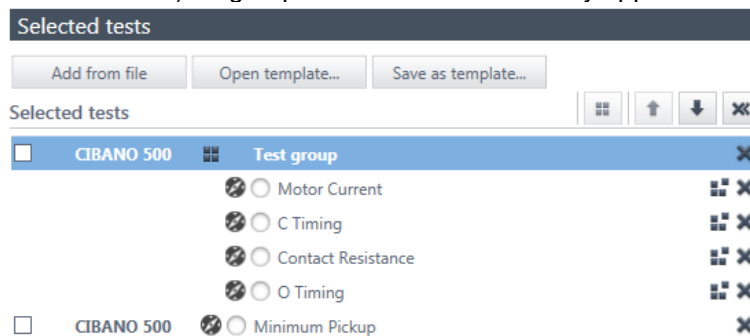 Selected tests
Add from file Open template... Save as template...
Selected tests
CIBANO 500 Test group
Motor Current
C Timing
Contact Resistance
O Timing
CIBANO 500 Minimum Pickup